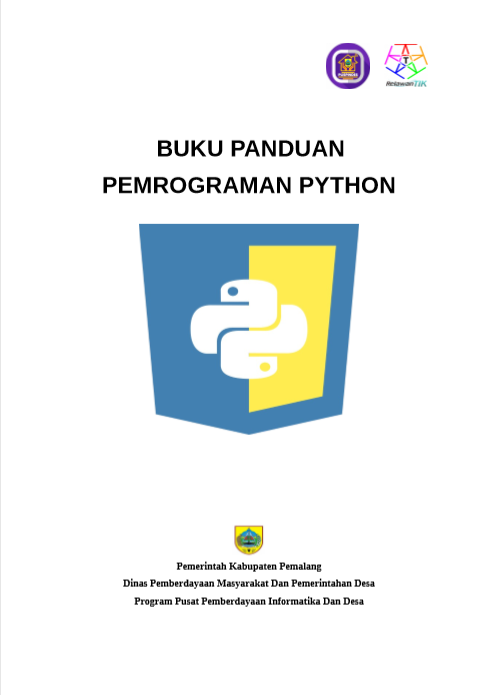 RelawanTIK
BUKU PANDUAN
PEMROGRAMAN PYTHON
Pemerintah Kabupaten Pemalang
Dinas Pemberdayaan Masyarakat Dan Pemerintahan Desa
Program Pusat Pemberdayaan Informatika Dan Desa